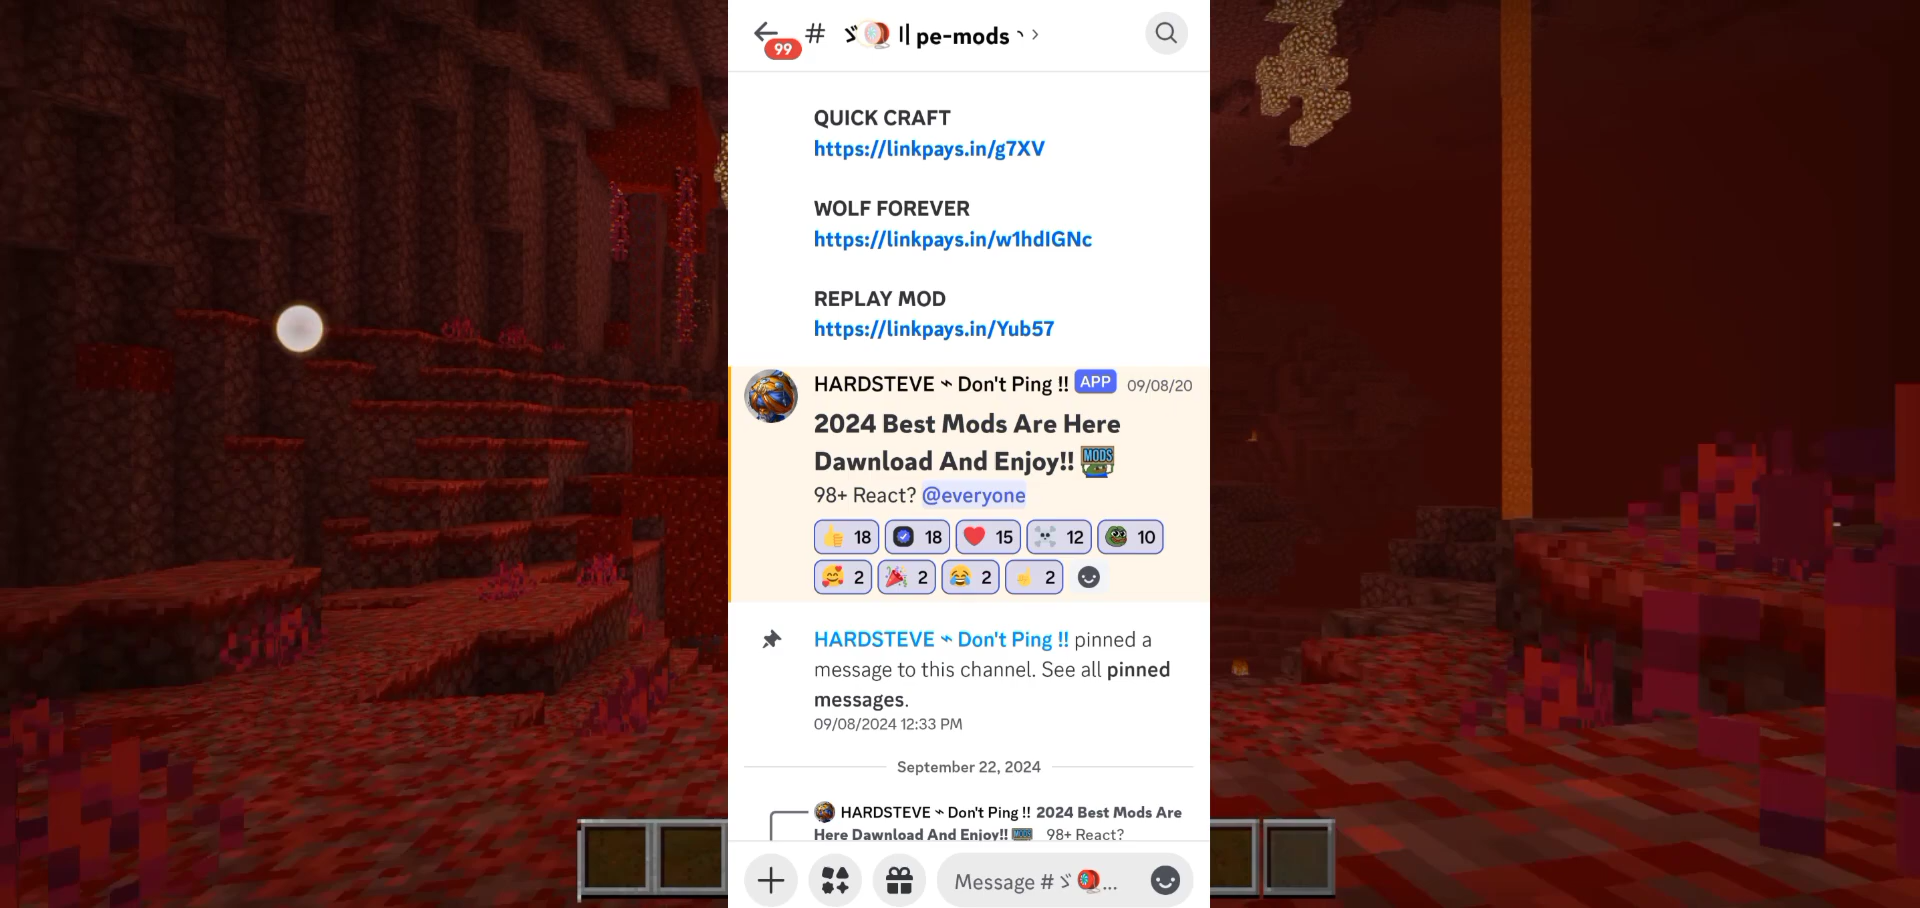 99 # ゞ || pe-mods ヽ ›
QUICK CRAFT
https://linkpays.in/g7XV
WOLF FOREVER
https://linkpays.in/w1hdIGNc
REPLAY MOD
https://linkpays.in/Yub57
HARDSTEVE ⌁ Don't Ping !! APP 09/08/20
2024 Best Mods Are Here
Dawnload And Enjoy!! MODS
98+ React? @everyone
👍 18 18 ❤️ 15 ☠️ 12 10
🥰 2 🎉 2 😂 2 ☝️ 2
HARDSTEVE ⌁ Don't Ping !! pinned a
message to this channel. See all pinned
messages.
09/08/2024 12:33 PM
September 22, 2024
HARDSTEVE ⌁ Don't Ping !! 2024 Best Mods Are
Here Dawnload And Enjoy!! MODS 98+ React?
Message # ゞ ...